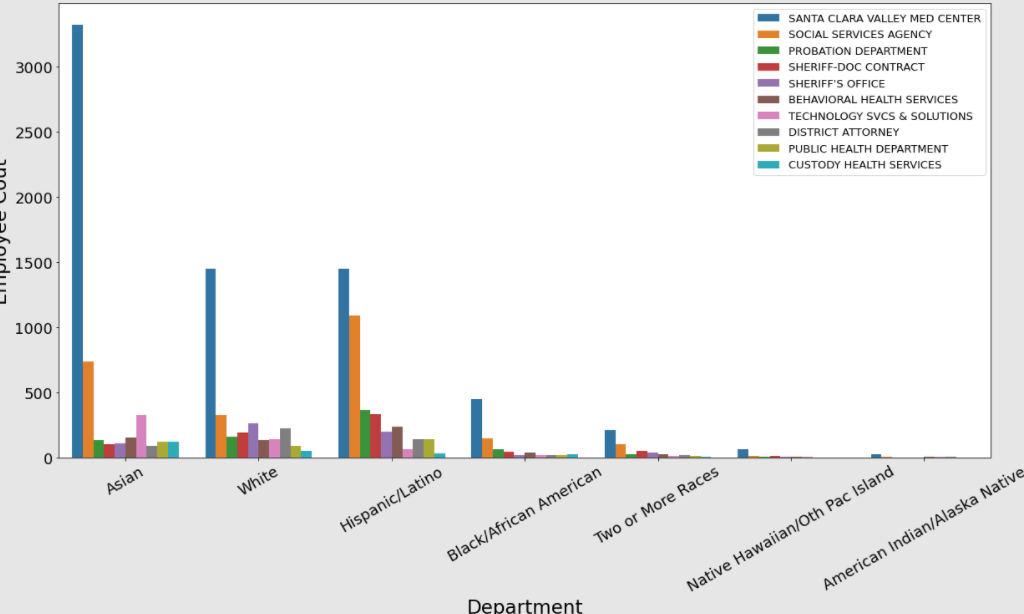 SANTA CLARA VALLEY MED CENTER
SOCIAL SERVICES AGENCY
PROBATION DEPARTMENT
SHERIFF-DOC CONTRACT
SHERIFF'S OFFICE
BEHAVIORAL HEALTH SERVICES
TECHNOLOGY SVCS & SOLUTIONS
DISTRICT ATTORNEY
PUBLIC HEALTH DEPARTMENT
CUSTODY HEALTH SERVICES
3000
2500
2000
1500
1000
500
0
Employee Cout
Asian
White
Hispanic/Latino
Black/African American
Two or More Races
Native Hawaiian/Oth Pac Island
American Indian/Alaska Native
Department